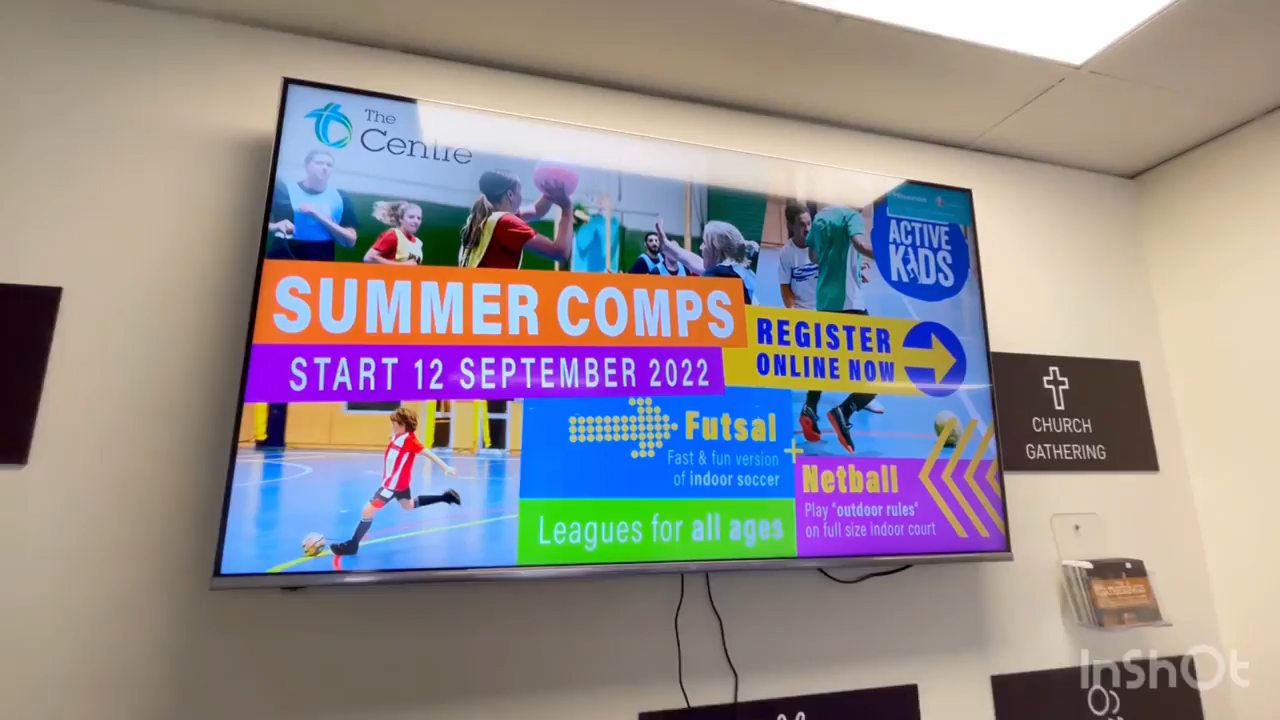 The
Centre
ACTIVE
KIDS
SUMMER COMPS
START 12 SEPTEMBER 2022
REGISTER
ONLINE NOW
Futsal
Fast & fun version
of indoor soccer
+
Netball
Play "outdoor rules"
on full size indoor court
Leagues for all ages
CHURCH
GATHERING
InShOt